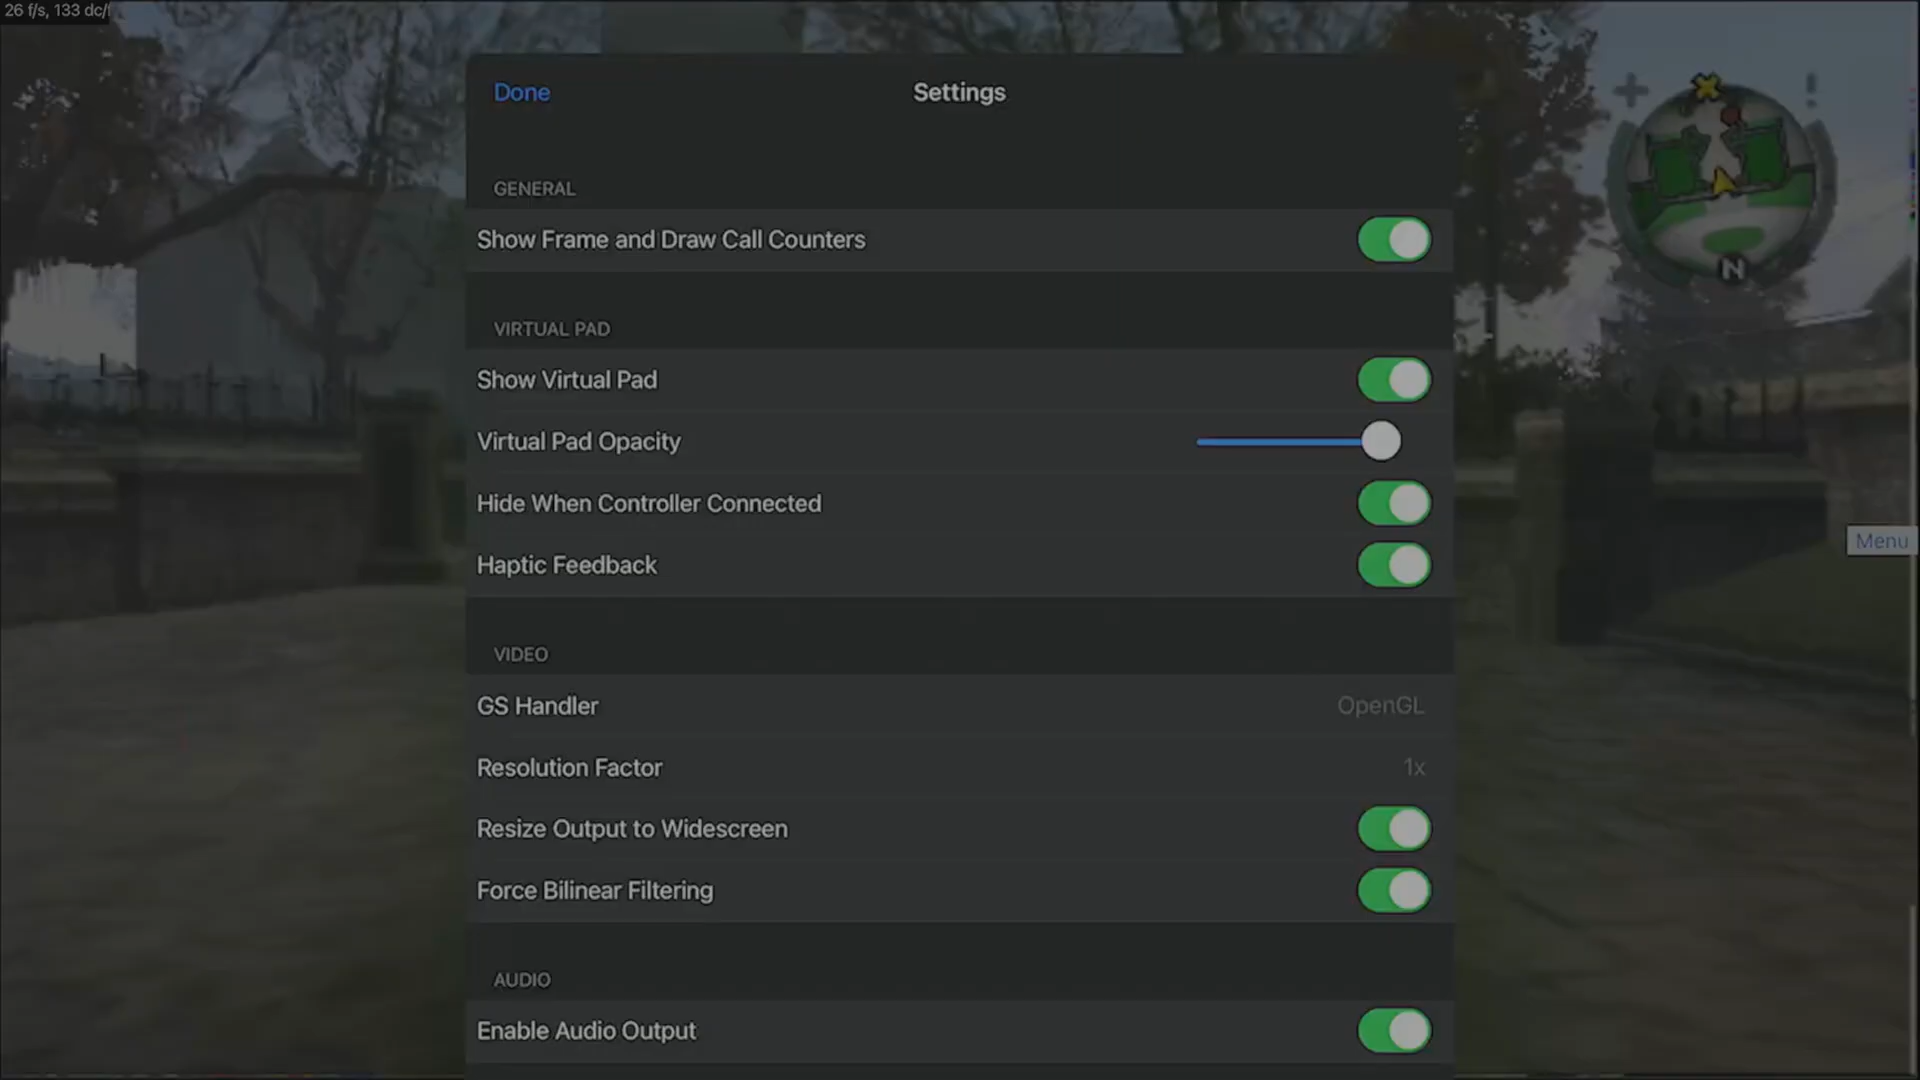 26 f/s, 133 dc/f
Done
Settings
GENERAL
Show Frame and Draw Call Counters
VIRTUAL PAD
Show Virtual Pad
Virtual Pad Opacity
Hide When Controller Connected
Haptic Feedback
VIDEO
GS Handler
OpenGL
Resolution Factor
1x
Resize Output to Widescreen
Force Bilinear Filtering
AUDIO
Enable Audio Output
N
Menu